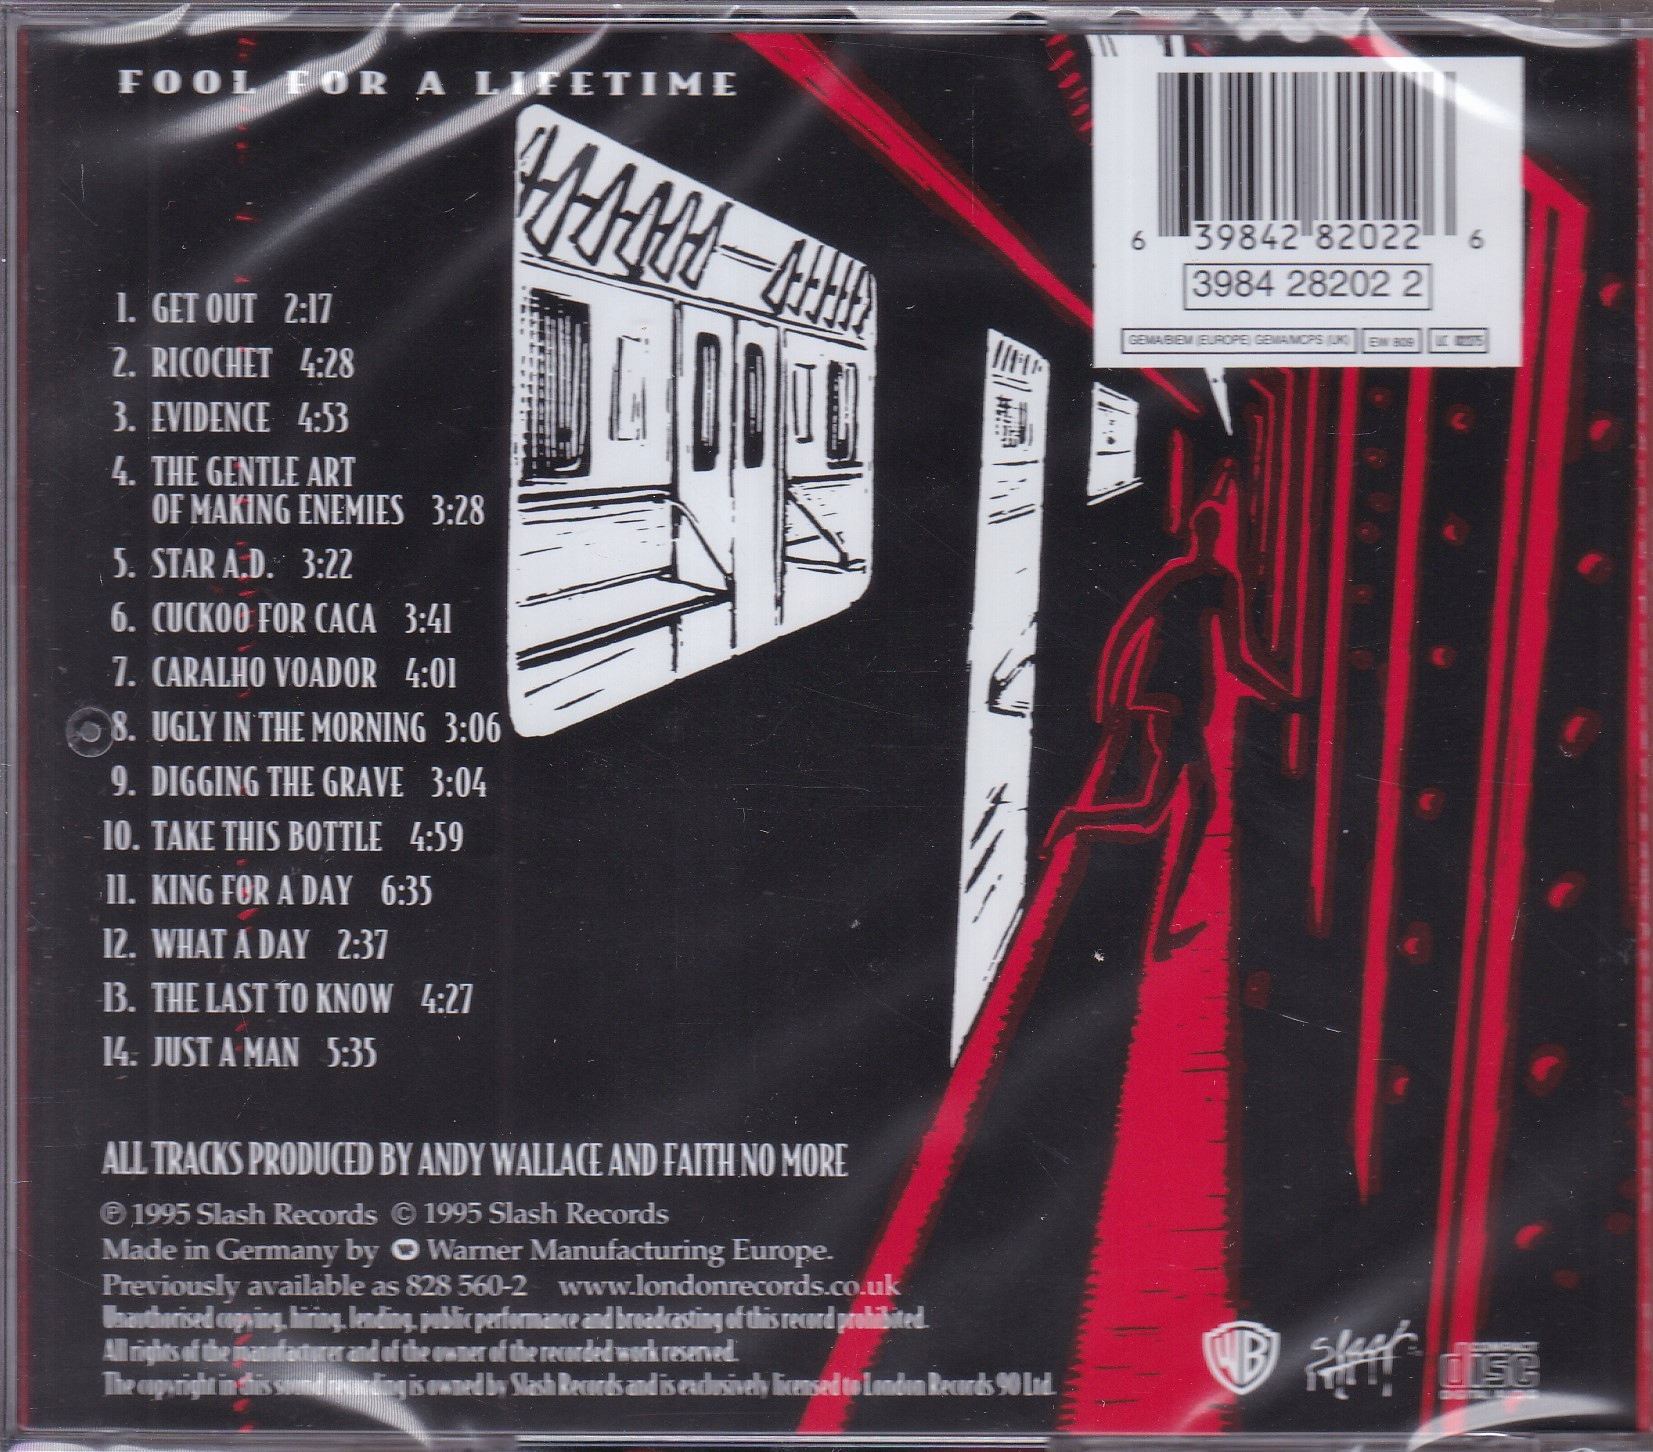 FOOL FOR A LIFETIME
6 39842 82022 6
3984 28202 2
GEMA/BIEM (EUROPE) GEMA/MCPS (UK) EW 809 LC 02275
1. GET OUT 2:17
2. RICOCHET 4:28
3. EVIDENCE 4:53
4. THE GENTLE ART
OF MAKING ENEMIES 3:28
5. STAR A.D. 3:22
6. CUCKOO FOR CACA 3:41
7. CARALHO VOADOR 4:01
8. UGLY IN THE MORNING 3:06
9. DIGGING THE GRAVE 3:04
10. TAKE THIS BOTTLE 4:59
11. KING FOR A DAY 6:35
12. WHAT A DAY 2:37
13. THE LAST TO KNOW 4:27
14. JUST A MAN 5:35
ALL TRACKS PRODUCED BY ANDY WALLACE AND FAITH NO MORE
℗ 1995 Slash Records © 1995 Slash Records
Made in Germany by Warner Manufacturing Europe.
Previously available as 828 560-2 www.londonrecords.co.uk
Unauthorised copying, hiring, lending, public performance and broadcasting of this record prohibited.
All rights of the manufacturer and of the owner of the recorded work reserved.
The copyright in this sound recording is owned by Slash Records and is exclusively licensed to London Records 90 Ltd.
WB
Slash
COMPACT
disc
DIGITAL AUDIO